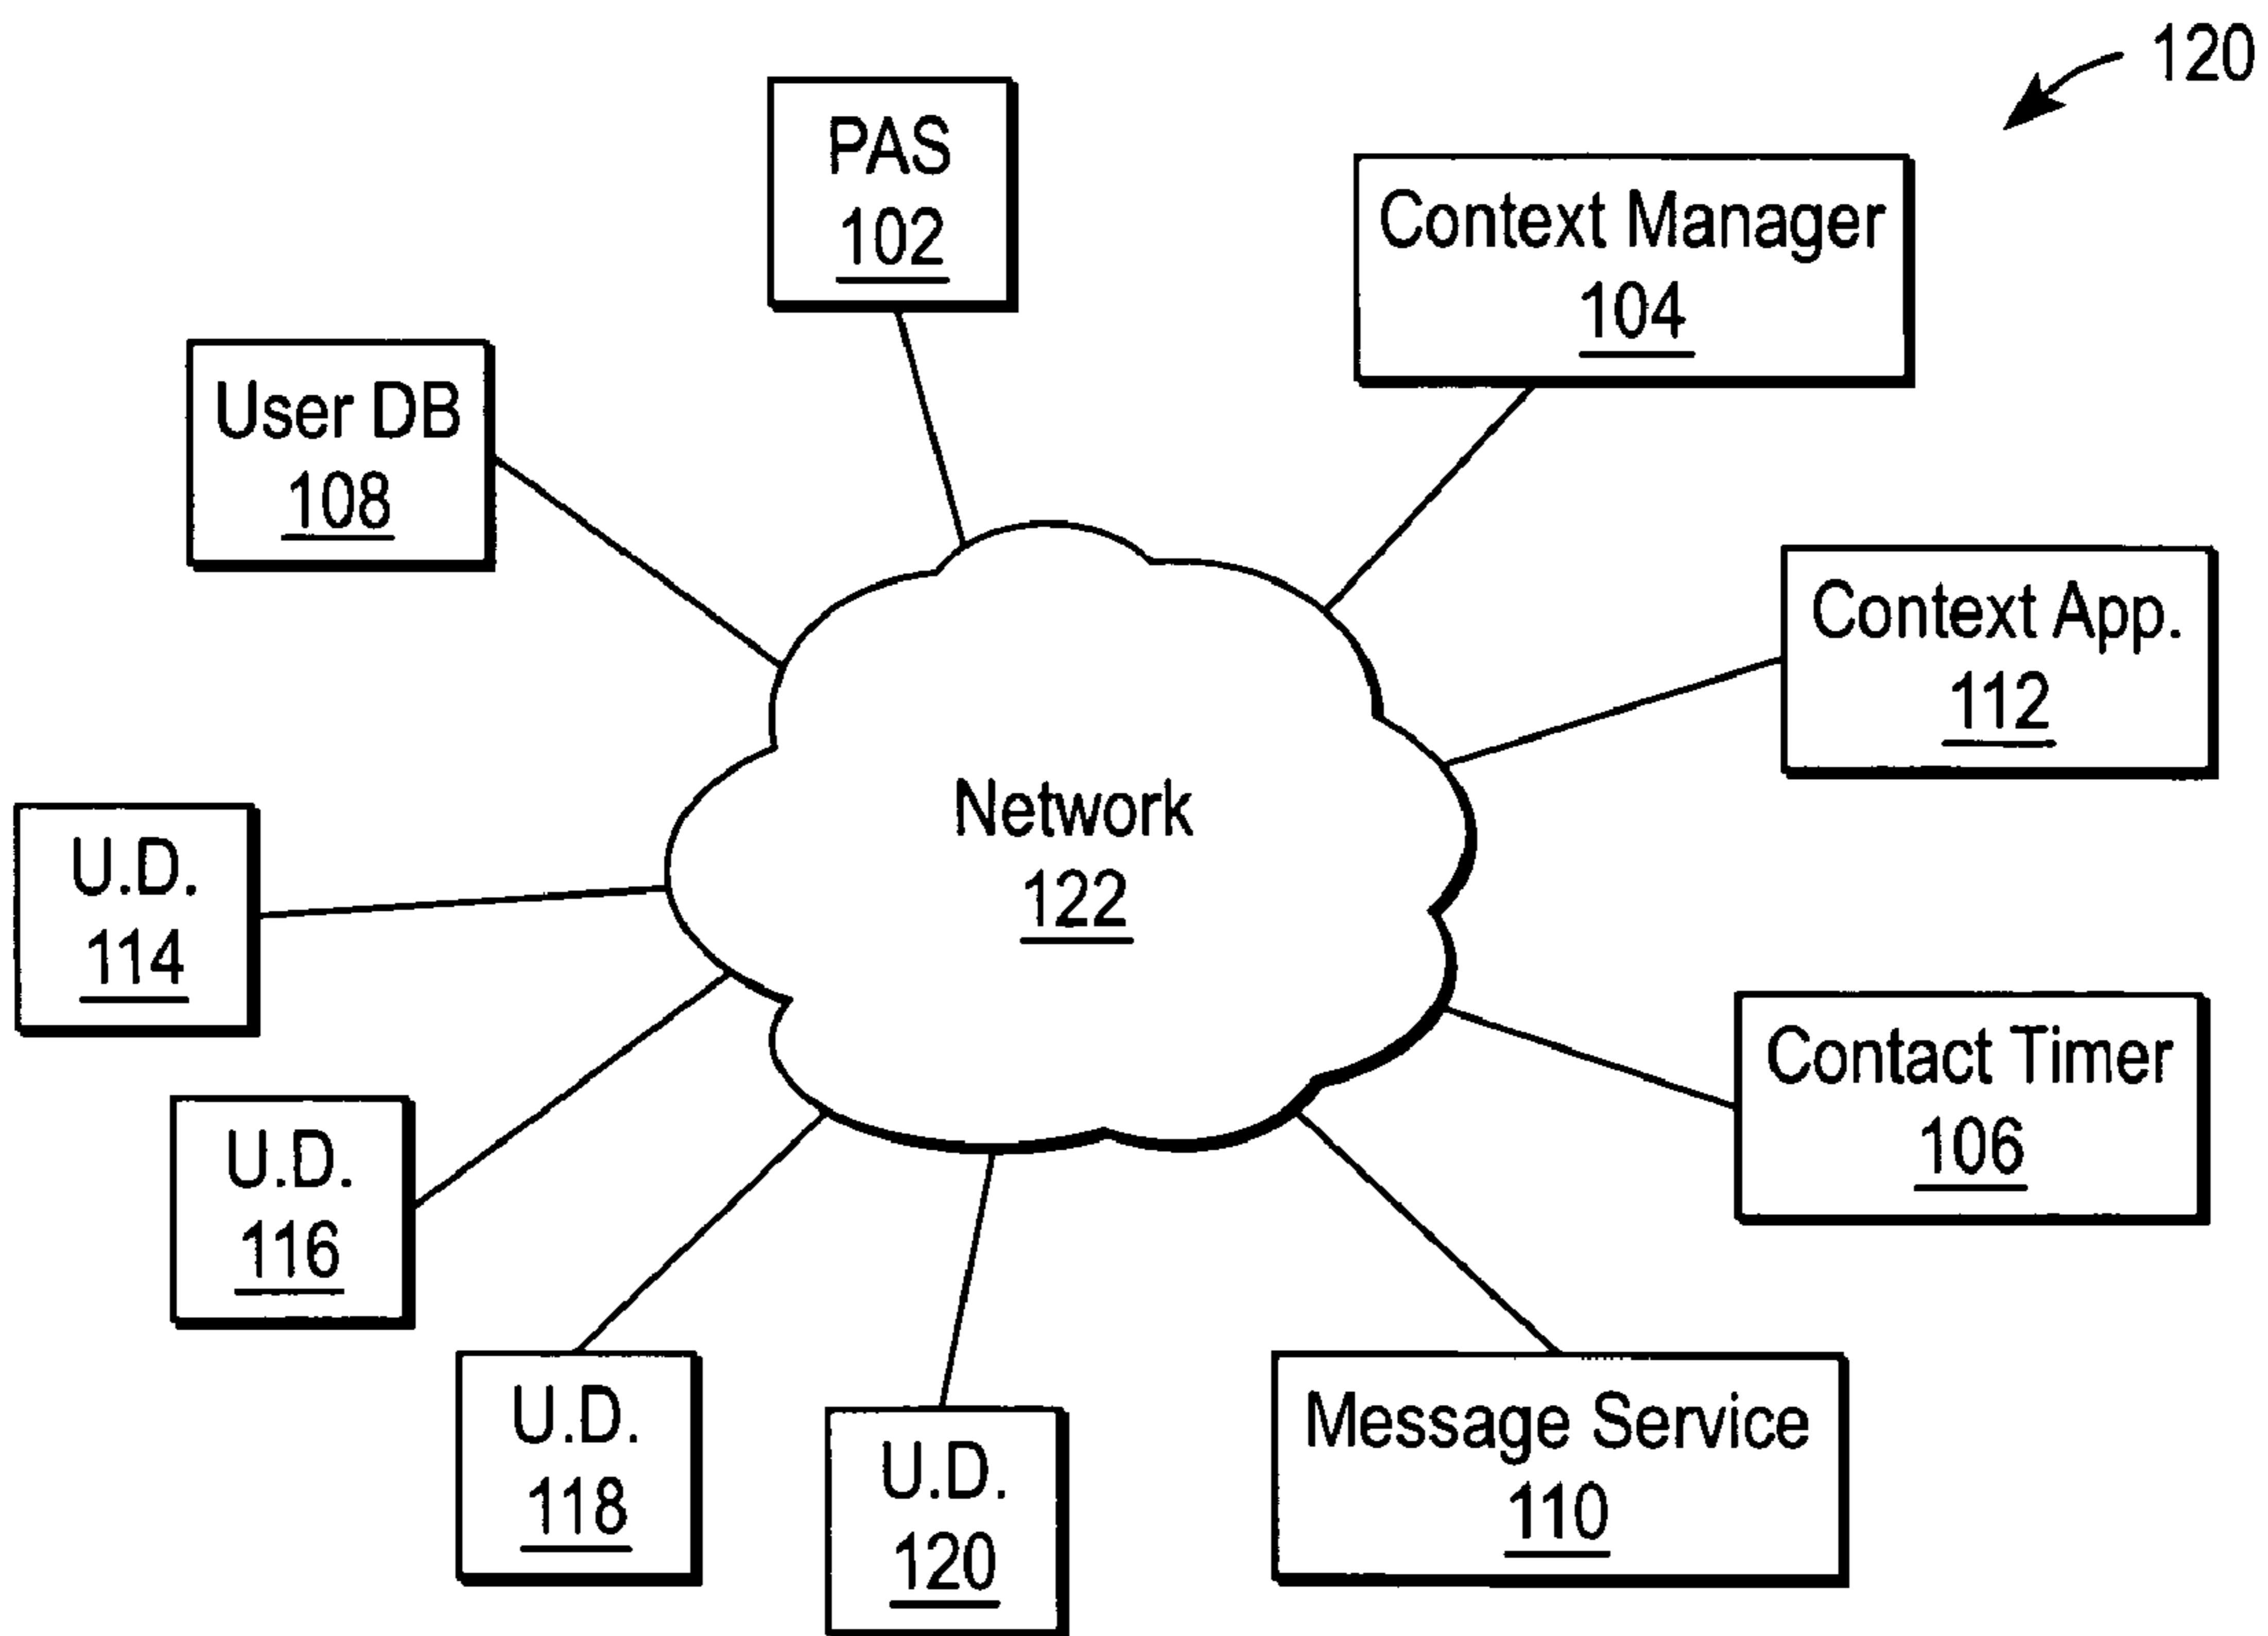 120
PAS
102
Context Manager
104
User DB
108
Context App.
112
Network
122
U.D.
114
Contact Timer
106
U.D.
116
U.D.
118
U.D.
120
Message Service
110